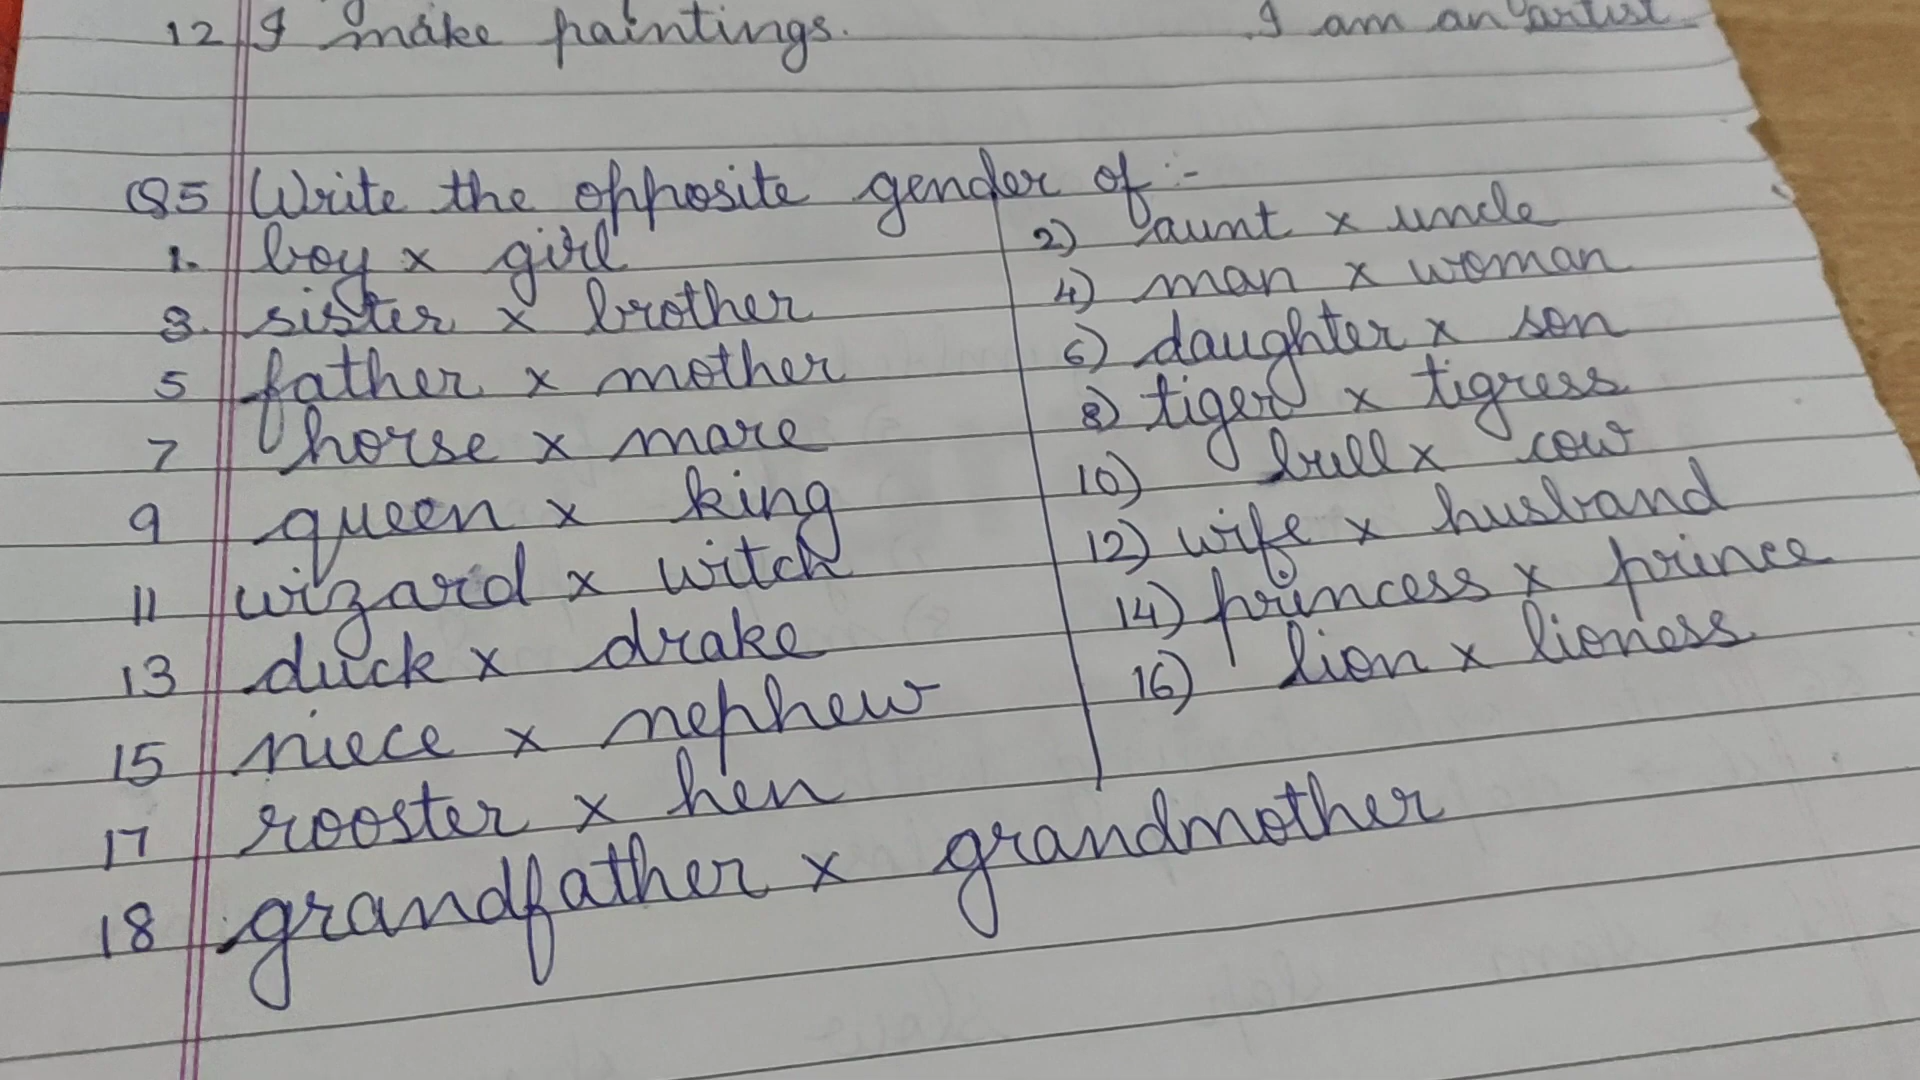 12 I make paintings. I am an artist
Q5 Write the opposite gender of :-
1. boy x girl
2) aunt x uncle
3. sister x brother
4) man x woman
5 father x mother
6) daughter x son
7 horse x mare
8) tiger x tigress
9 queen x king
10) bull x cow
11 wizard x witch
12) wife x husband
13 duck x drake
14) princess x prince
15 niece x nephew
16) lion x lioness
17 rooster x hen
18 grandfather x grandmother